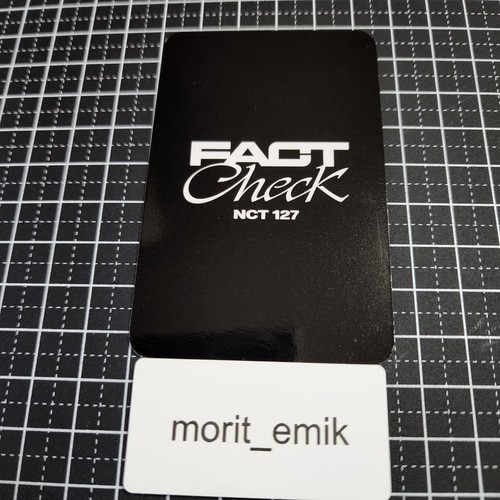 FACT
Check
NCT 127
morit_emik